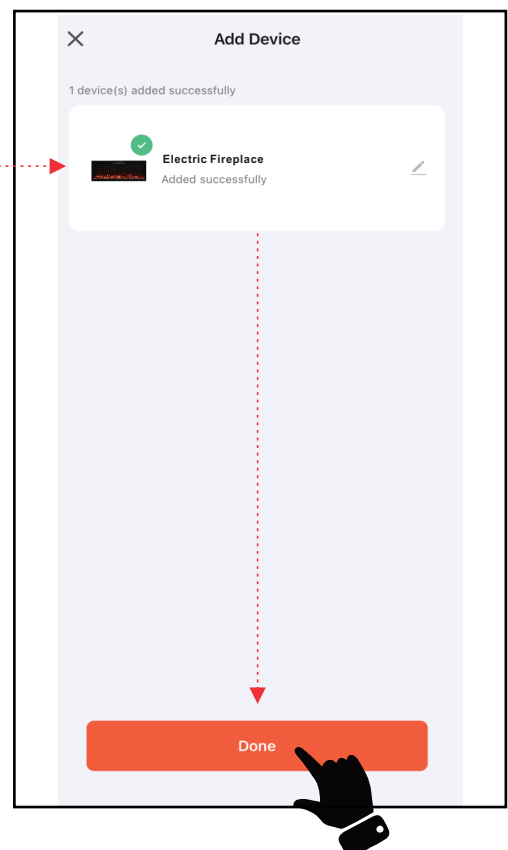 Add Device
1 device(s) added successfully
Electric Fireplace
Added successfully
Done